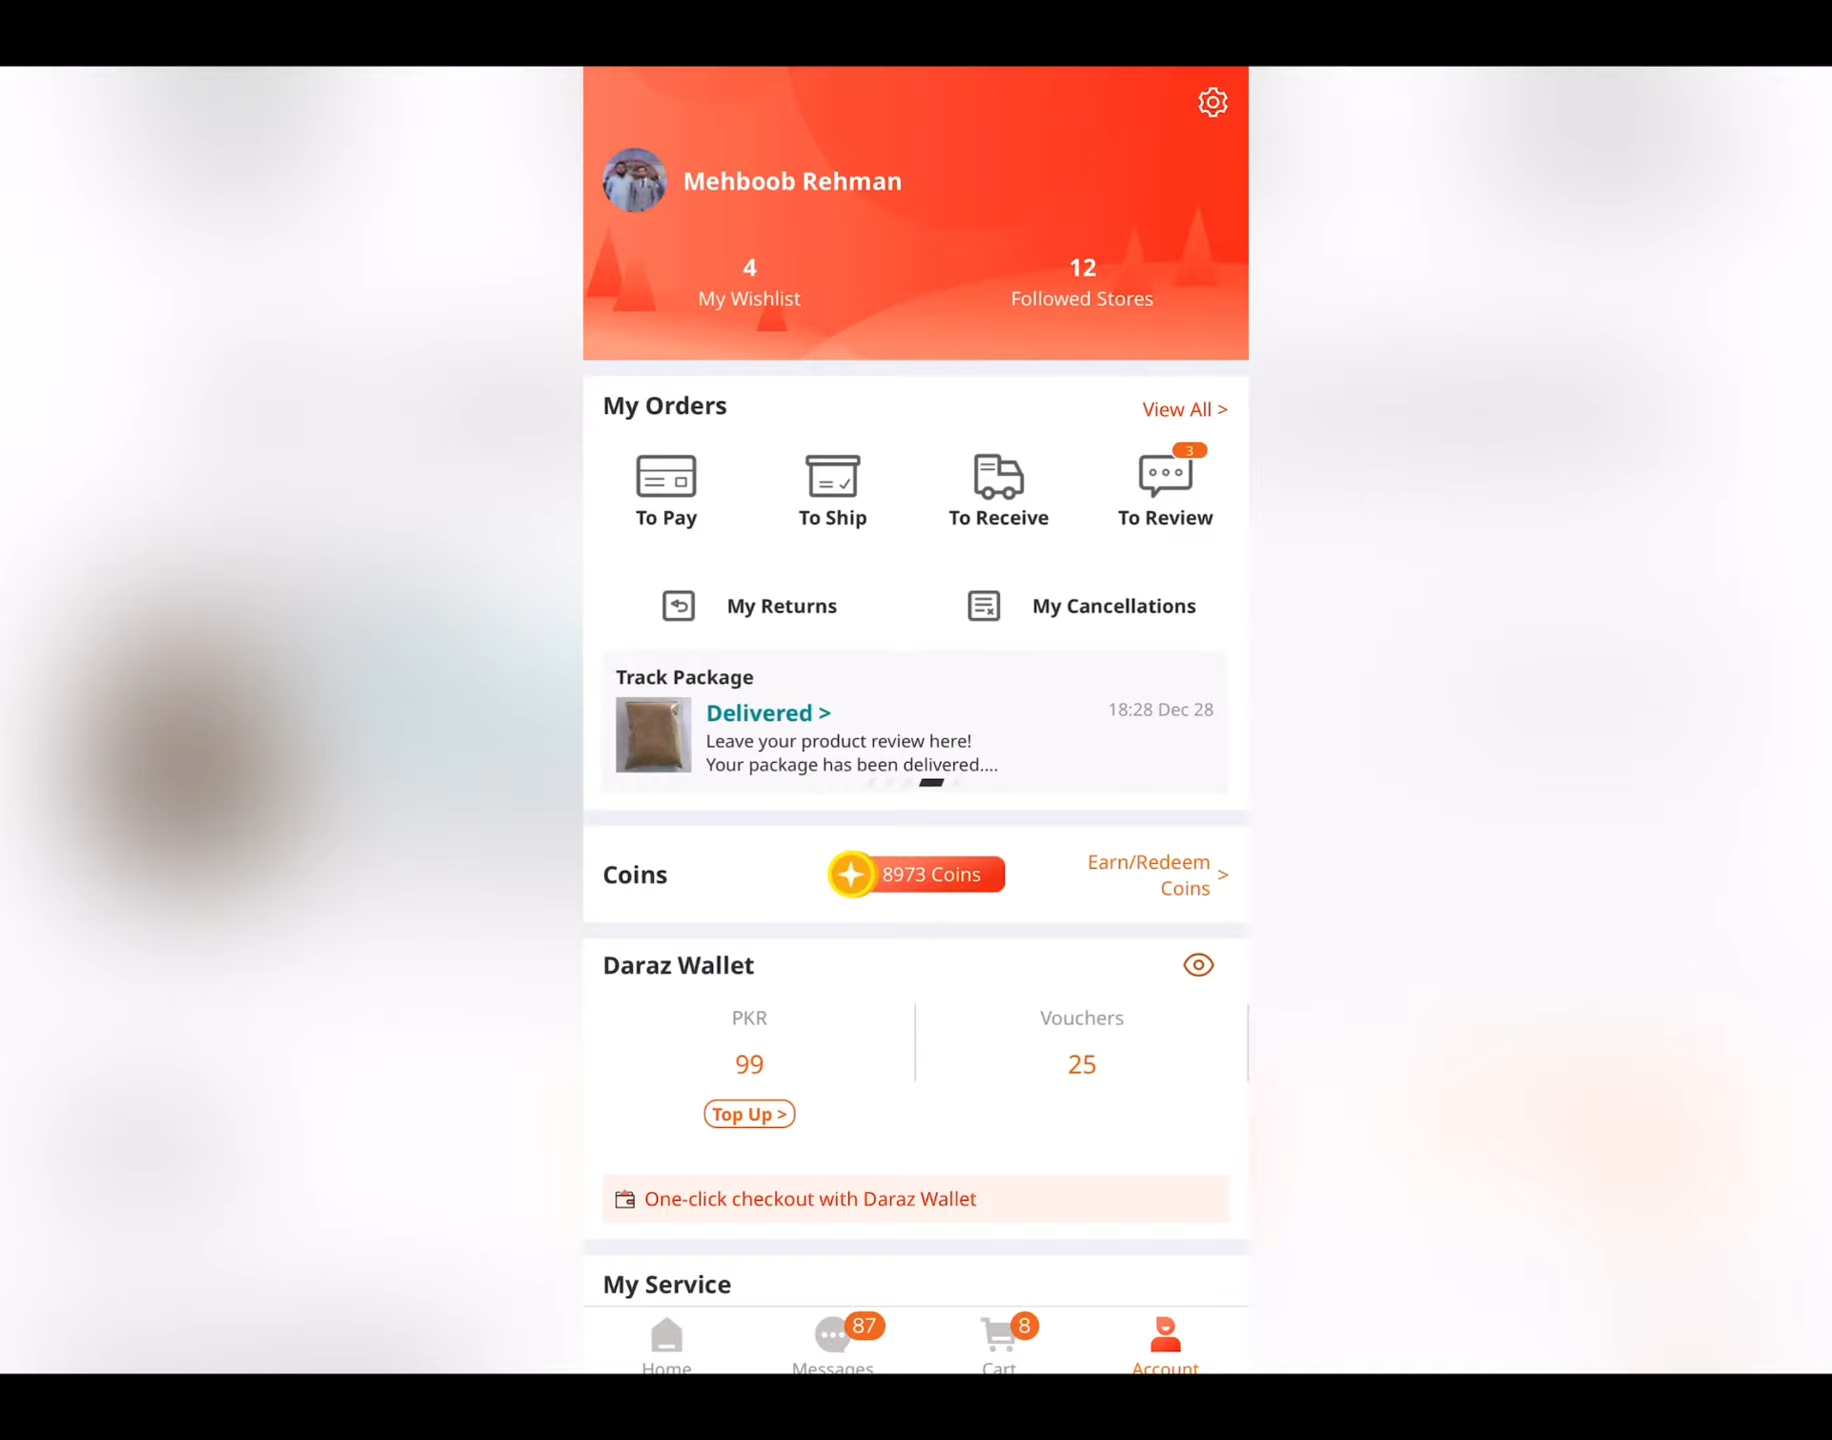 Mehboob Rehman
4
12
My Wishlist
Followed Stores
My Orders
View All >
3
To Pay
To Ship
To Receive
To Review
My Returns
My Cancellations
Track Package
Delivered >
18:28 Dec 28
Leave your product review here!
Your package has been delivered....
Coins
8973 Coins
Earn/Redeem
Coins >
Daraz Wallet
PKR
Vouchers
99
25
Top Up >
One-click checkout with Daraz Wallet
My Service
87
8
Home
Messages
Cart
Account